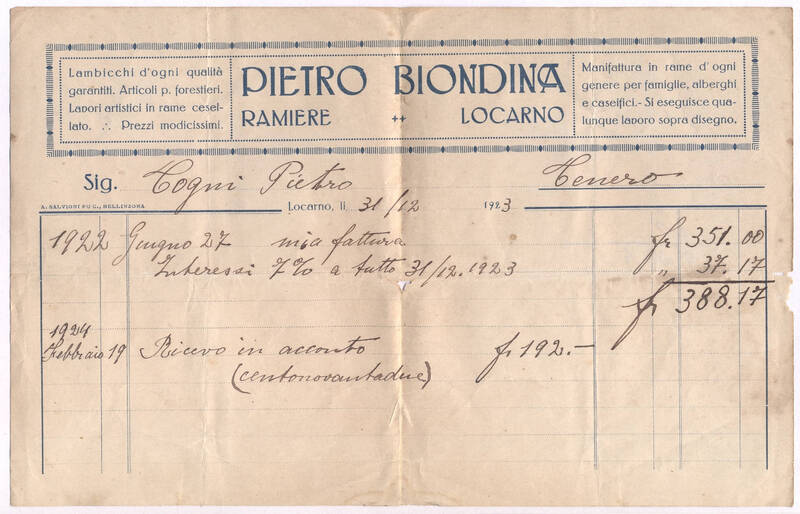 Lambicchi d'ogni qualità
garantiti. Articoli p. forestieri.
Lavori artistici in rame cesel-
lato. ∴ Prezzi modicissimi.
PIETRO BIONDINA
RAMIERE ++ LOCARNO
Manifattura in rame d'ogni
genere per famiglie, alberghi
e caseifici.- Si eseguisce qua-
lunque lavoro sopra disegno.
Sig. Togni Pietro Tenero
A. SALVIONI FU C., BELLINZONA
Locarno, li 31/12 1923
1922 Giugno 27 mia fattura fr 351.00
Interessi 7% a tutto 31/12.1923 " 37.17
fr 388.17
1924
Febbraio 19 Ricevo in acconto fr 192.-
(centonovantadue)